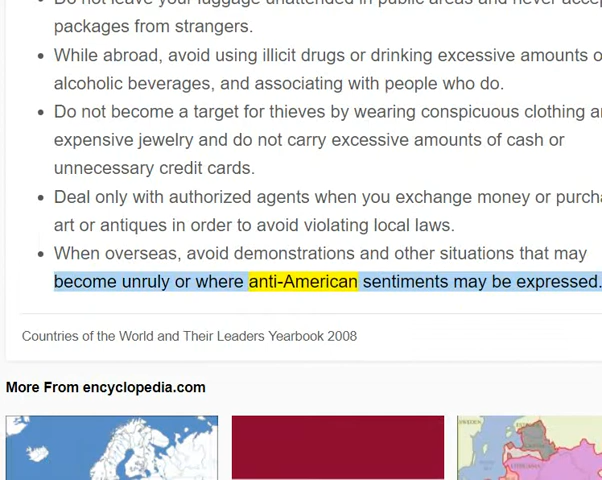 packages from strangers.
While abroad, avoid using illicit drugs or drinking excessive amounts
alcoholic beverages, and associating with people who do.
Do not become a target for thieves by wearing conspicuous clothing
expensive jewelry and do not carry excessive amounts of cash or
unnecessary credit cards.
Deal only with authorized agents when you exchange money or
art or antiques in order to avoid violating local laws.
When overseas, avoid demonstrations and other situations that may
become unruly or where anti-American sentiments may be expressed.
Countries of the World and Their Leaders Yearbook 2008
More From encyclopedia.com
SWEDEN